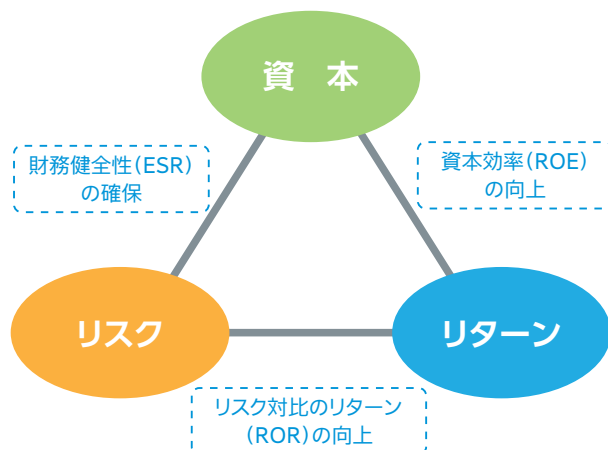 資　本
財務健全性(ESR)
の確保
資本効率(ROE)
の向上
リスク
リターン
リスク対比のリターン
(ROR)の向上